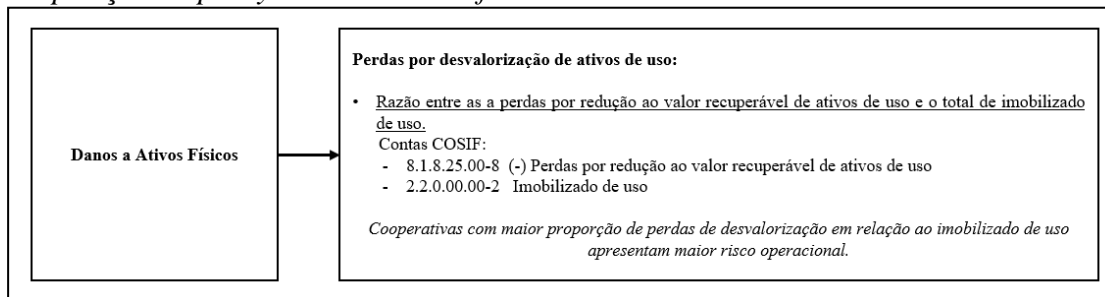 Perdas por desvalorização de ativos de uso:
• Razão entre as a perdas por redução ao valor recuperável de ativos de uso e o total de imobilizado
de uso.
Contas COSIF:
Danos a Ativos Físicos
- 8.1.8.25.00-8 (-) Perdas por redução ao valor recuperável de ativos de uso
- 2.2.0.00.00-2 Imobilizado de uso
Cooperativas com maior proporção de perdas de desvalorização em relação ao imobilizado de uso
apresentam maior risco operacional.